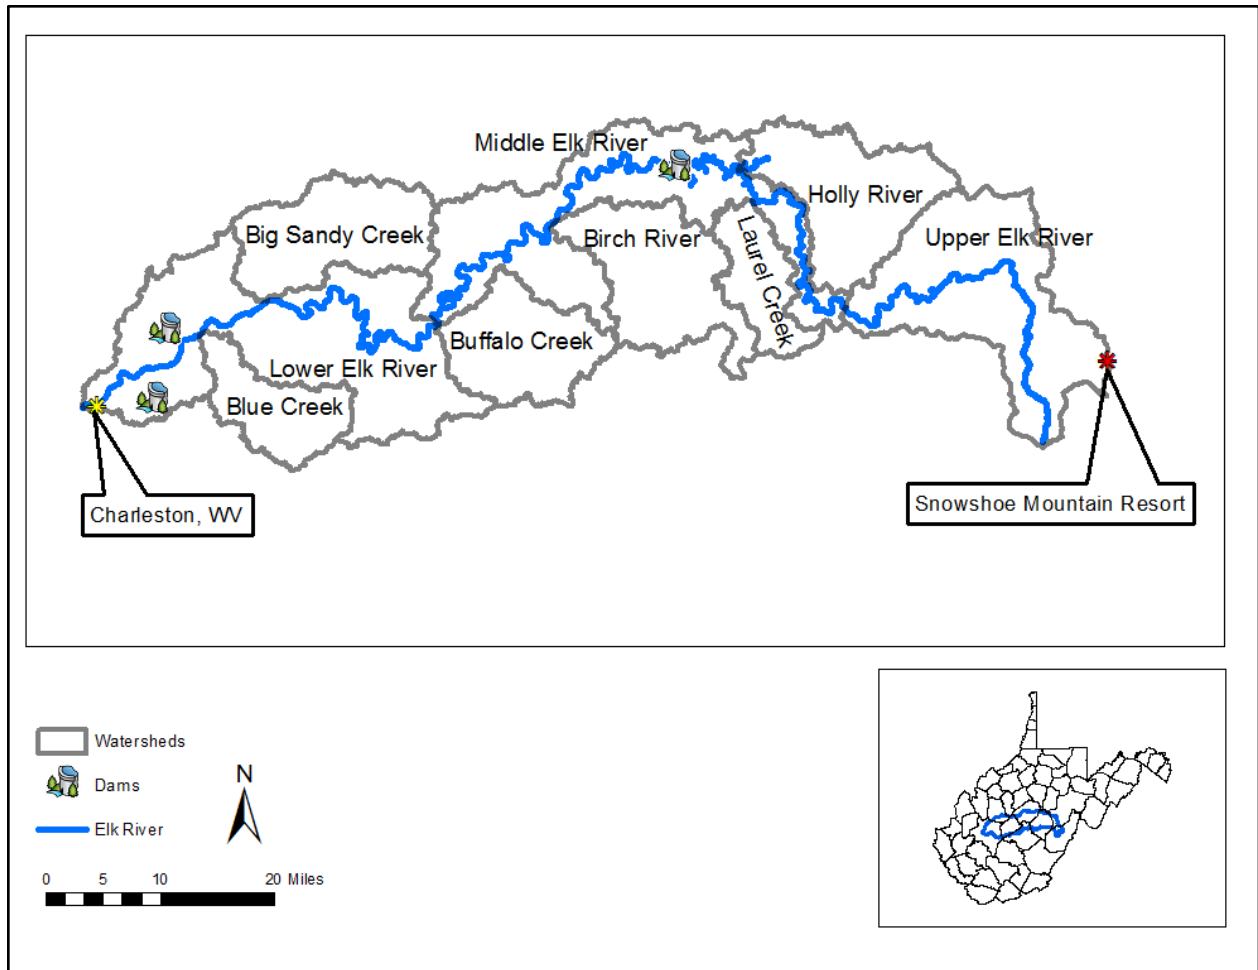 Middle Elk River
Holly River
Big Sandy Creek
Birch River
Laurel Creek
Upper Elk River
Buffalo Creek
Lower Elk River
Blue Creek
Charleston, WV
Snowshoe Mountain Resort
Watersheds
Dams
Elk River
N
0 5 10 20 Miles